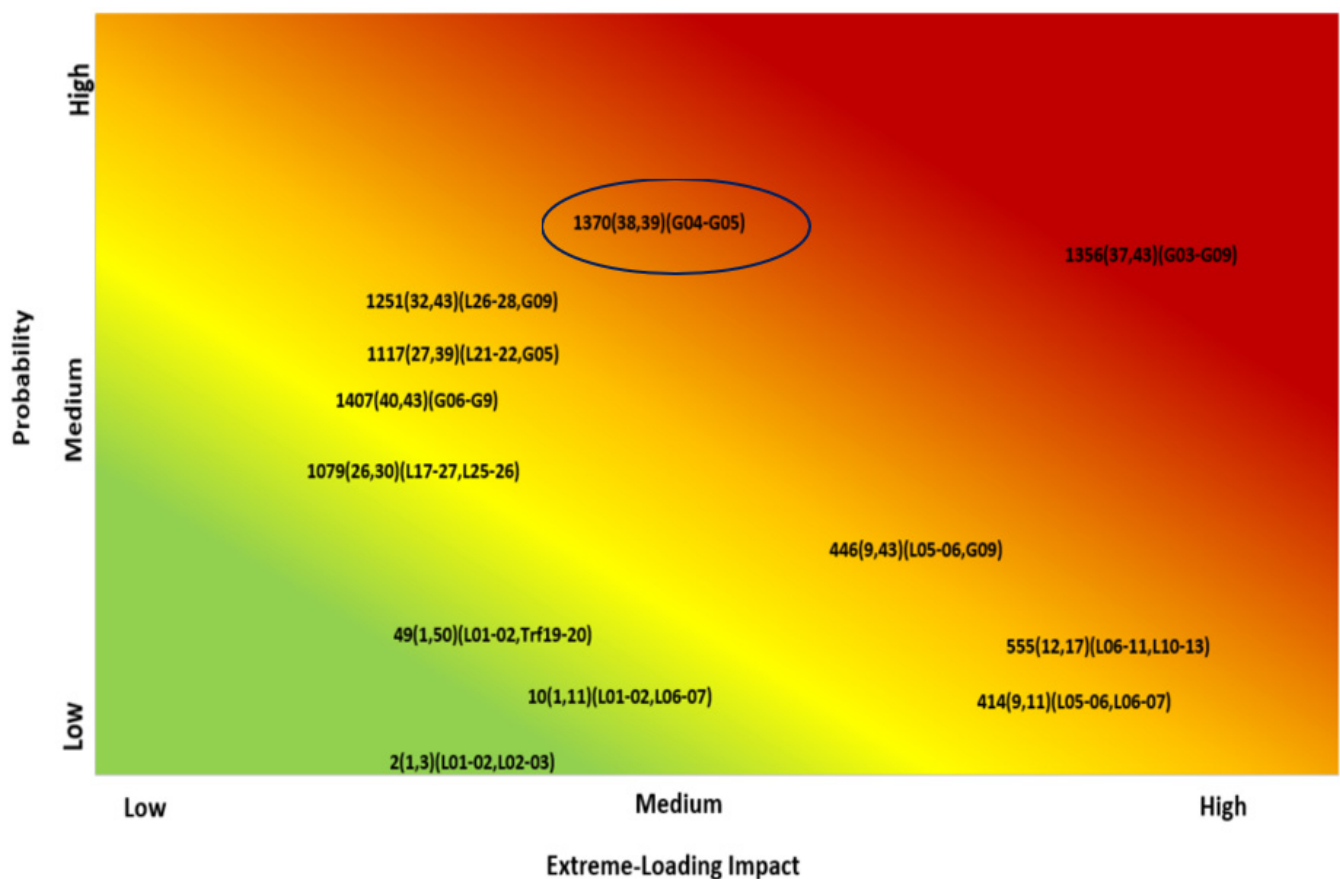 High
1370(38,39)(G04-G05)
1356(37,43)(G03-G09)
1251(32,43)(L26-28,G09)
1117(27,39)(L21-22,G05)
Probability
Medium
1407(40,43)(G06-G9)
1079(26,30)(L17-27,L25-26)
446(9,43)(L05-06,G09)
49(1,50)(L01-02,Trf19-20)
555(12,17)(L06-11,L10-13)
10(1,11)(L01-02,L06-07)
414(9,11)(L05-06,L06-07)
Low
2(1,3)(L01-02,L02-03)
Low
Medium
High
Extreme-Loading Impact